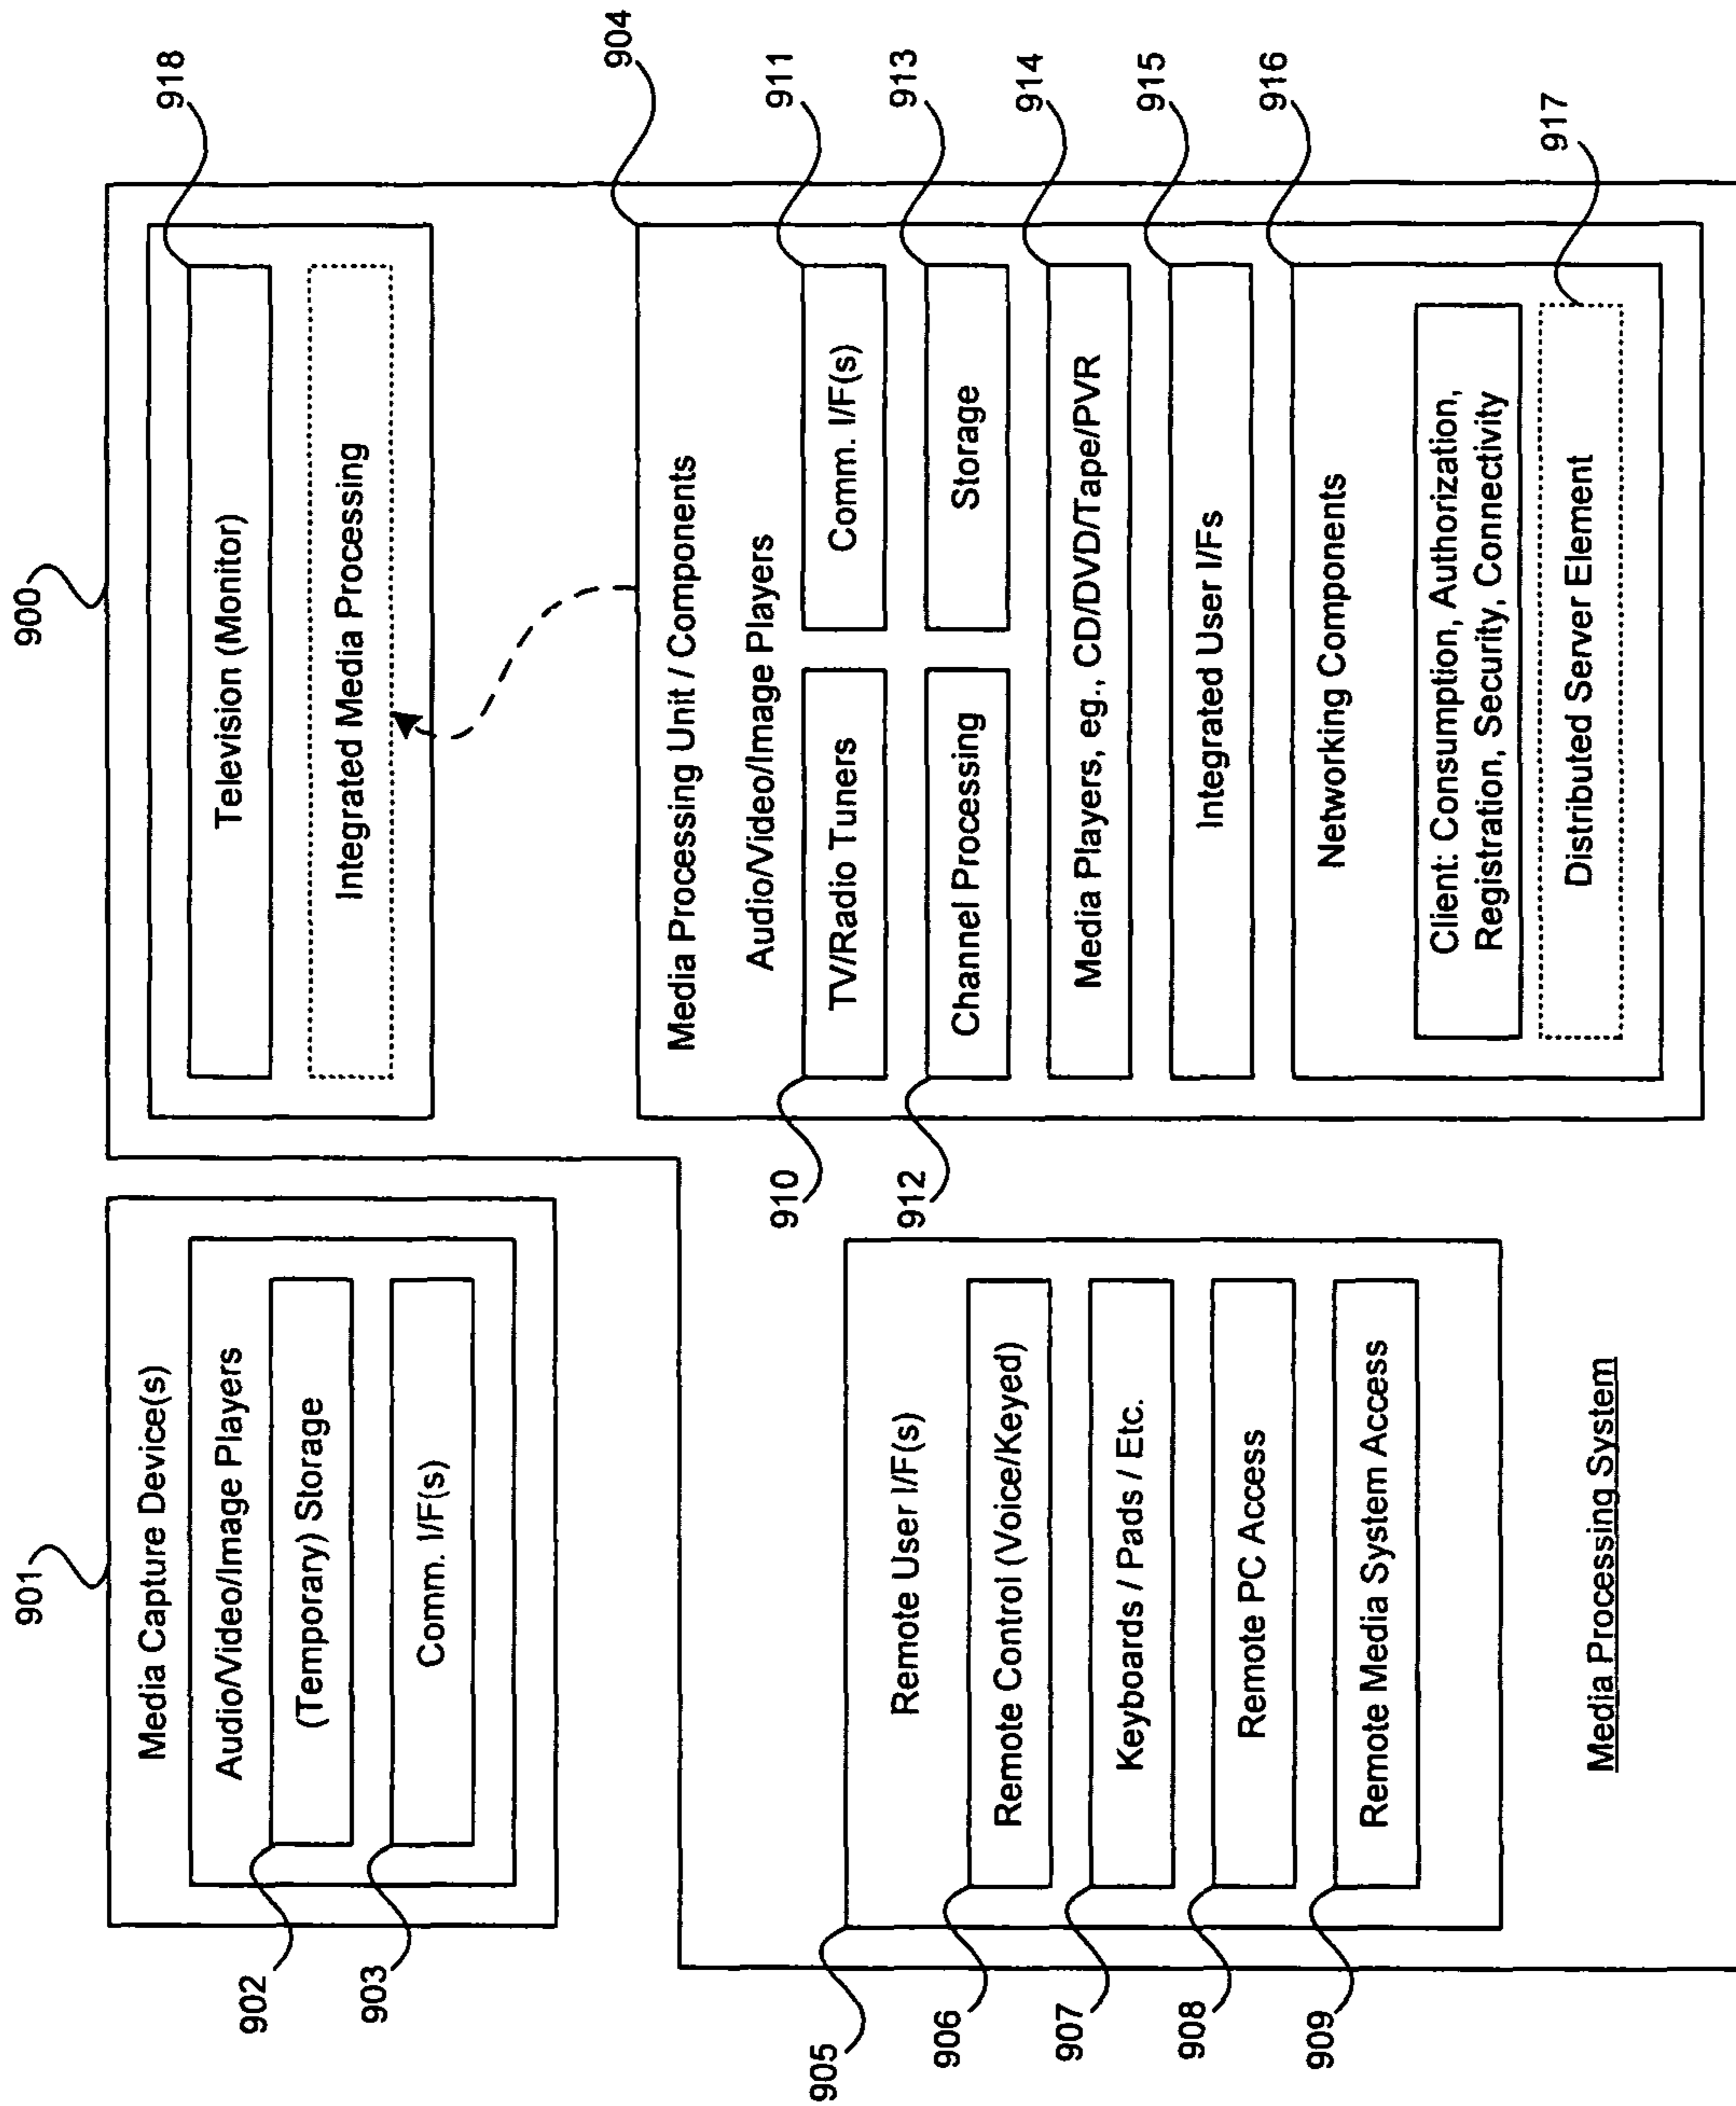 901
Media Capture Device(s)
Audio/Video/Image Players
(Temporary) Storage
Comm. I/F(s)
902
903
900
Television (Monitor)
Integrated Media Processing
918
904
Media Processing Unit / Components
Audio/Video/Image Players
TV/Radio Tuners
Comm. I/F(s)
910
911
Channel Processing
Storage
912
913
Media Players, eg., CD/DVD/Tape/PVR
914
Integrated User I/Fs
915
Networking Components
916
Client: Consumption, Authorization,
Registration, Security, Connectivity
Distributed Server Element
917
905
Remote User I/F(s)
Remote Control (Voice/Keyed)
906
Keyboards / Pads / Etc.
907
Remote PC Access
908
Remote Media System Access
909
Media Processing System